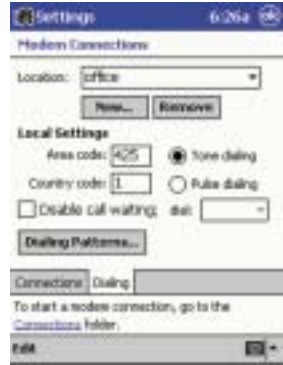 Settings 6:26a ok
Modem Connections
Location: office
New... Remove
Local Settings
Area code: 425 Tone dialing
Country code: 1 Pulse dialing
Disable call waiting; dial:
Dialing Patterns...
Connections Dialing
To start a modem connection, go to the
Connections folder.
Edit